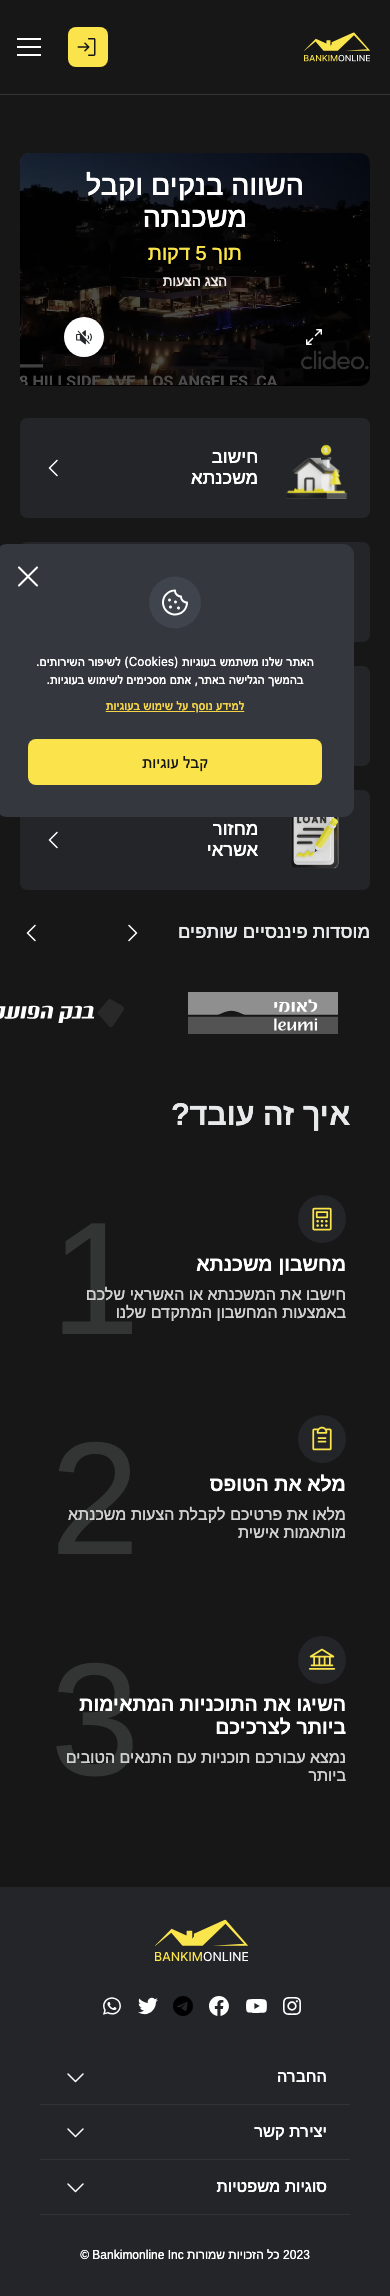 BANKIMONLINE
השווה בנקים וקבל
משכנתה
תוך 5 דקות
הצג הצעות
clideo.
8 HILLSIDE AVE, LOS ANGELES ,CA
חישוב
משכנתא
האתר שלנו משתמש בעוגיות (Cookies) לשיפור השירותים.
בהמשך הגלישה באתר, אתם מסכימים לשימוש בעוגיות.
למידע נוסף על שימוש בעוגיות
קבל עוגיות
LOAN
מחזור
אשראי
מוסדות פיננסיים שותפים
לאומי
leumi
בנק הפועל
איך זה עובד?
1
מחשבון משכנתא
חישבו את המשכנתא או האשראי שלכם
באמצעות המחשבון המתקדם שלנו
2
מלא את הטופס
מלאו את פרטיכם לקבלת הצעות משכנתא
מותאמות אישית
3
השיגו את התוכניות המתאימות
ביותר לצרכיכם
נמצא עבורכם תוכניות עם התנאים הטובים
ביותר
BANKIMONLINE
החברה
יצירת קשר
סוגיות משפטיות
2023 כל הזכויות שמורות Bankimonline Inc ©